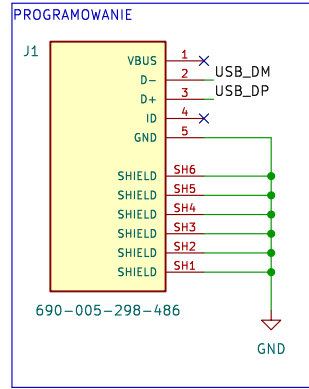 PROGRAMOWANIE
J1
VBUS 1
D- 2 USB_DM
D+ 3 USB_DP
ID 4
GND 5
SHIELD SH6
SHIELD SH5
SHIELD SH4
SHIELD SH3
SHIELD SH2
SHIELD SH1
690-005-298-486
GND